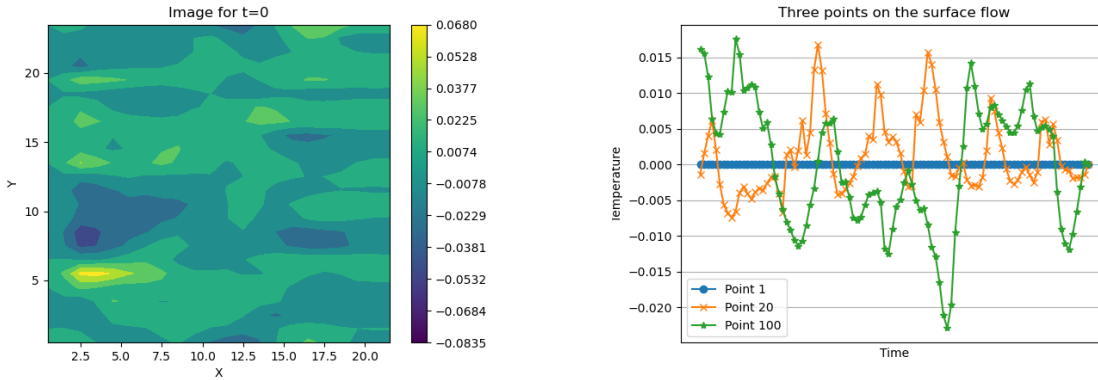 Image for t=0
20
15
10
5
Y
2.5 5.0 7.5 10.0 12.5 15.0 17.5 20.0
X
0.0680
0.0528
0.0377
0.0225
0.0074
−0.0078
−0.0229
−0.0381
−0.0532
−0.0684
−0.0835
Three points on the surface flow
0.015
0.010
0.005
0.000
−0.005
−0.010
−0.015
−0.020
Temperature
Point 1
Point 20
Point 100
Time